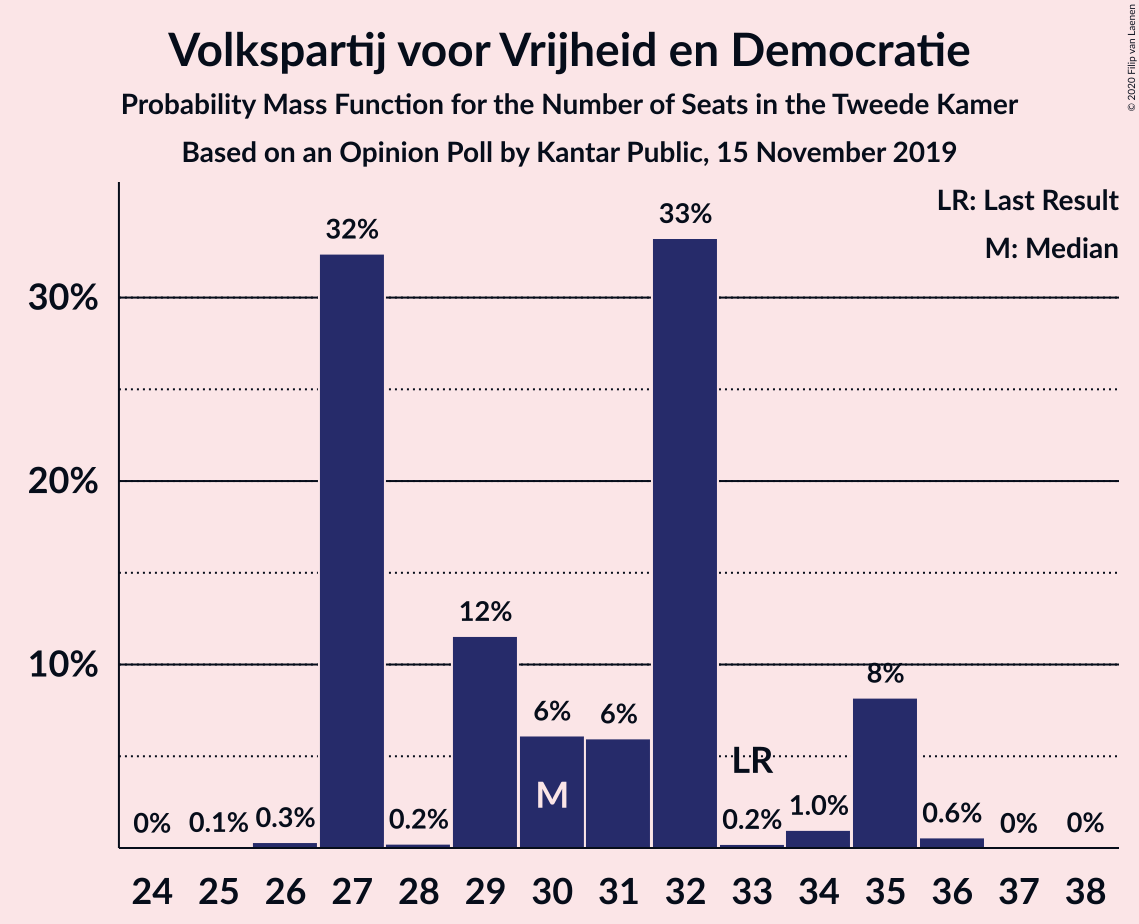 Volkspartij voor Vrijheid en Democratie
Probability Mass Function for the Number of Seats in the Tweede Kamer
Based on an Opinion Poll by Kantar Public, 15 November 2019
© 2020 Filip van Laenen
LR: Last Result
M: Median
30%
20%
10%
0% 0.1% 0.3% 32% 0.2% 12% 6% 6% 33% 0.2% 1.0% 8% 0.6% 0% 0%
M
LR
24 25 26 27 28 29 30 31 32 33 34 35 36 37 38